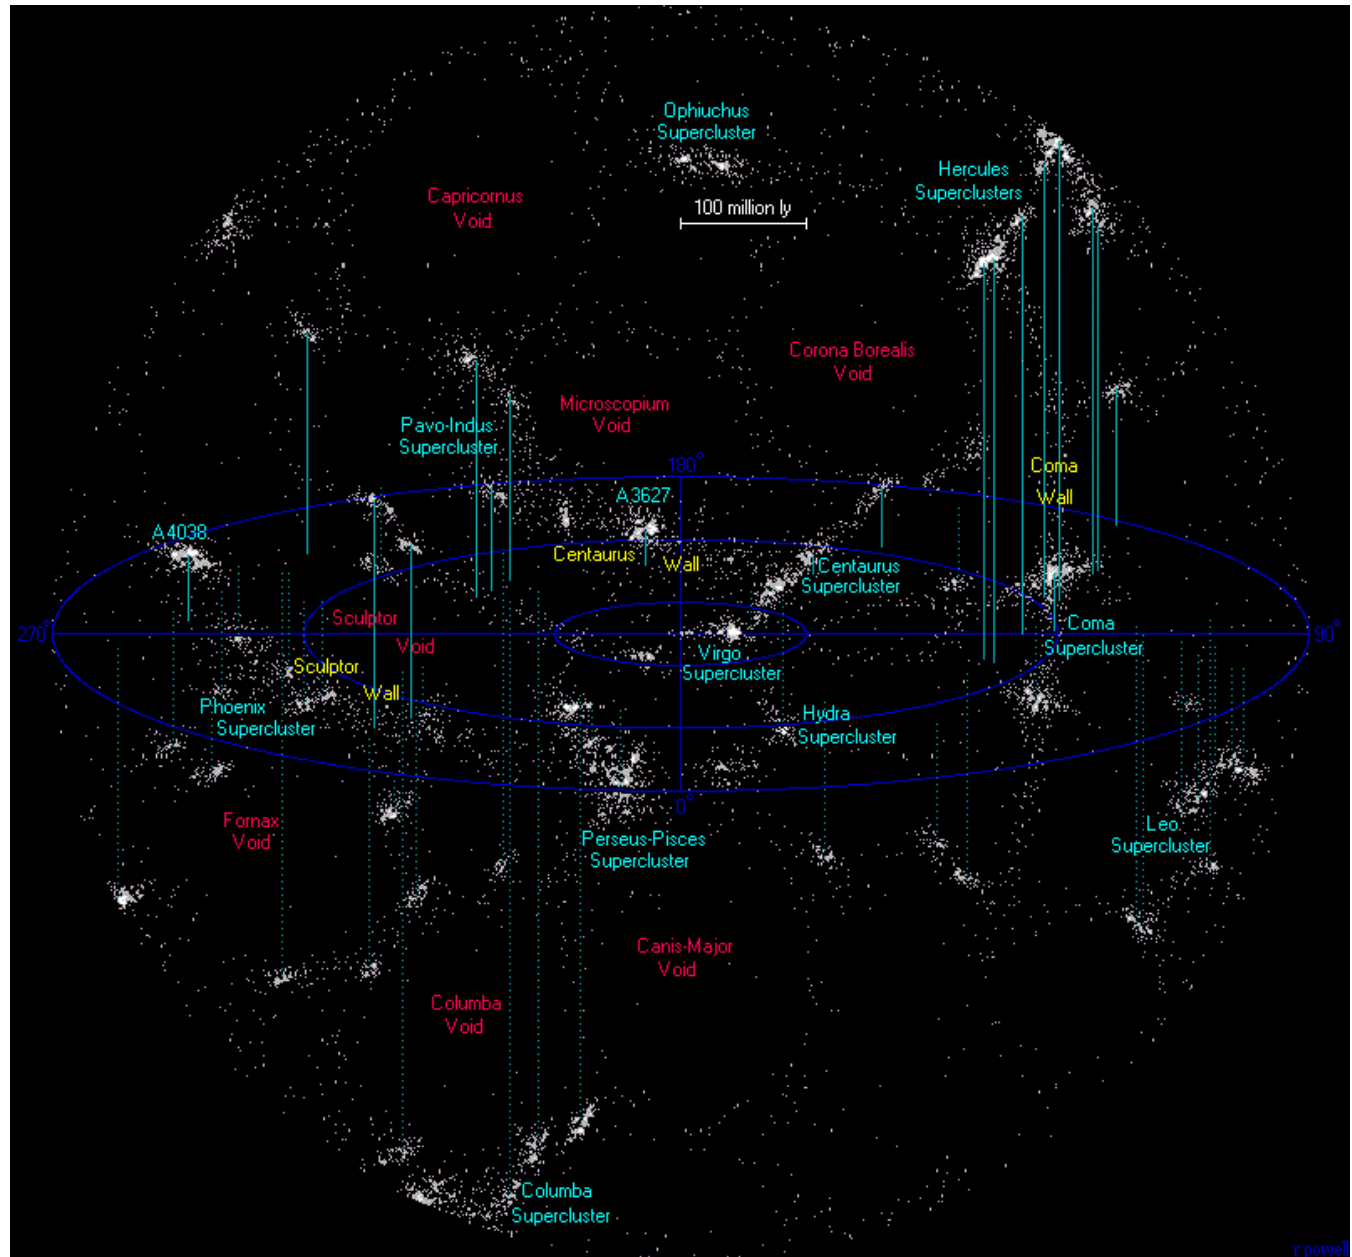 Ophiuchus
Supercluster
Hercules
Superclusters
Capricornus
Void
100 million ly
Corona Borealis
Void
Microscopium
Void
Pavo-Indus
Supercluster
Coma
Wall
180°
A3627
A4038
Centaurus
Wall
Centaurus
Supercluster
Sculptor
Void
Coma
Supercluster
270°
90°
Virgo
Supercluster
Sculptor
Wall
Phoenix
Supercluster
Hydra
Supercluster
0°
Fornax
Void
Perseus-Pisces
Supercluster
Leo
Supercluster
Canis-Major
Void
Columba
Void
Columba
Supercluster
r powell